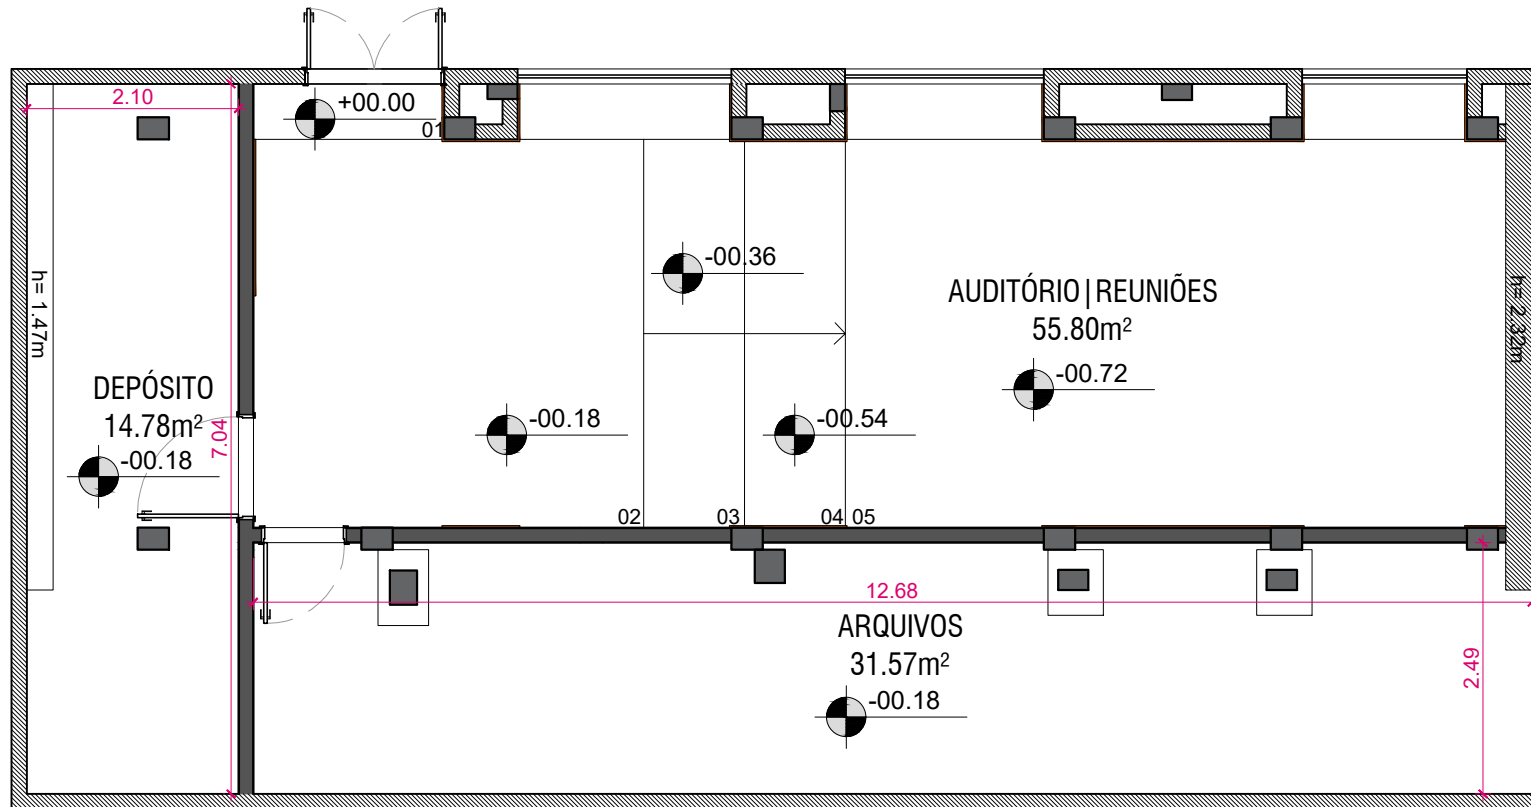 2.10
+00.00
01
-00.36
AUDITÓRIO|REUNIÕES
55.80m²
h= 1.47m
h= 2.32m
-00.72
DEPÓSITO
14.78m²
7.04
-00.18
-00.18
-00.54
02
03
04
05
12.68
ARQUIVOS
31.57m²
2.49
-00.18